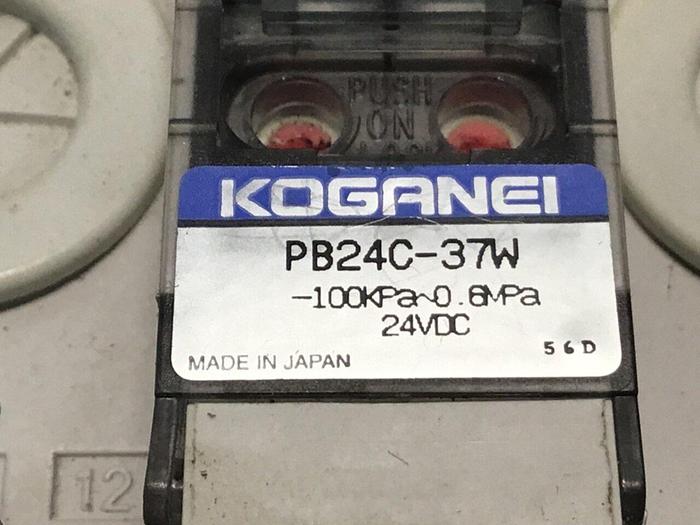 PUSH
ON
KOGANEI
PB24C-37W
-100KPa~0.6MPa
24VDC
56D
MADE IN JAPAN
12